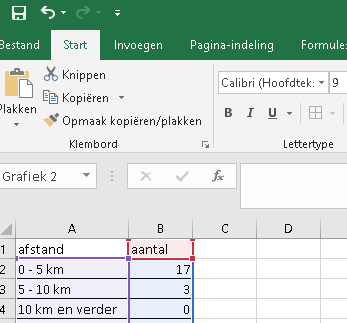 Bestand Start Invoegen Pagina-indeling Formule
Knippen
Kopiëren
Plakken
Opmaak kopiëren/plakken
Calibri (Hoofdtek: 9
B I U
Klembord Lettertype
Grafiek 2 fx
A B C D
1 afstand aantal
2 0 - 5 km 17
3 5 - 10 km 3
4 10 km en verder 0